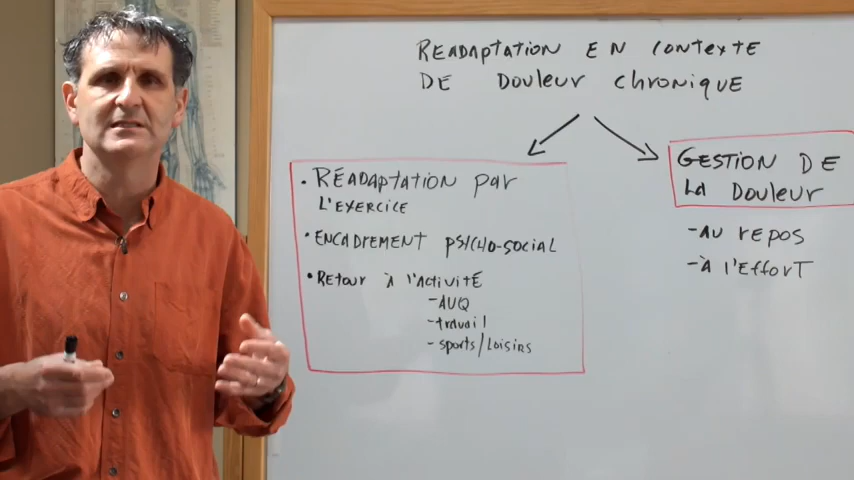 READAPTATION EN CONTEXTE
DE DOULEUR CHRONIQUE
• RÉADAPTATION PAR
L'EXERCICE
• ENCADREMENT PSYCHO-SOCIAL
• RETOUR À L'ACTIVITÉ
- AVQ
- travail
- sports/Loisirs
GESTION DE
LA DOULEUR
- AU REPOS
- À L'EFFORT